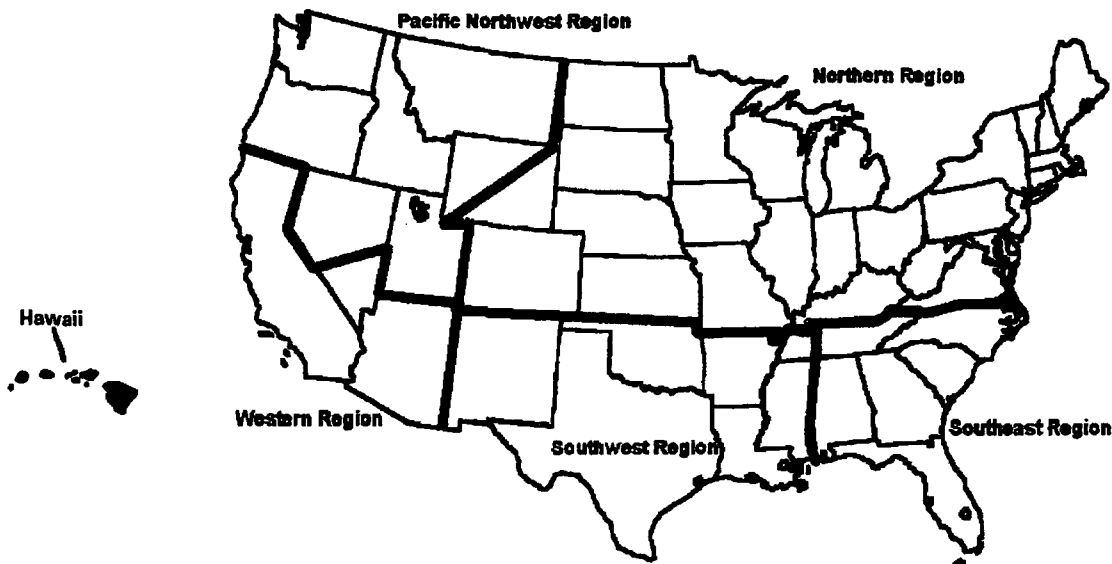 Pacific Northwest Region
Northern Region
Hawaii
Western Region
Southwest Region
Southeast Region